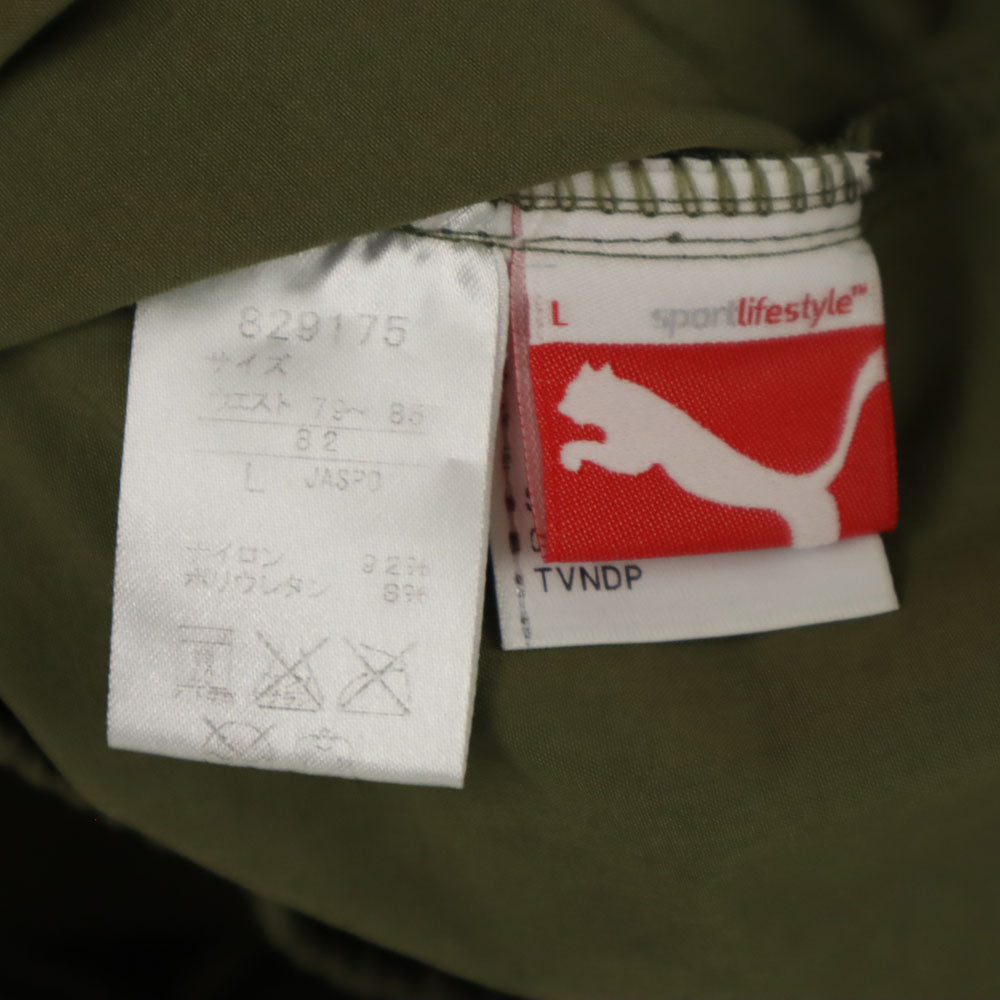 829175
サイズ
ウエスト 79~ 85
82
L JASPO
ナイロン 92%
ポリウレタン 8%
L sportlifestyle™
TVNDP